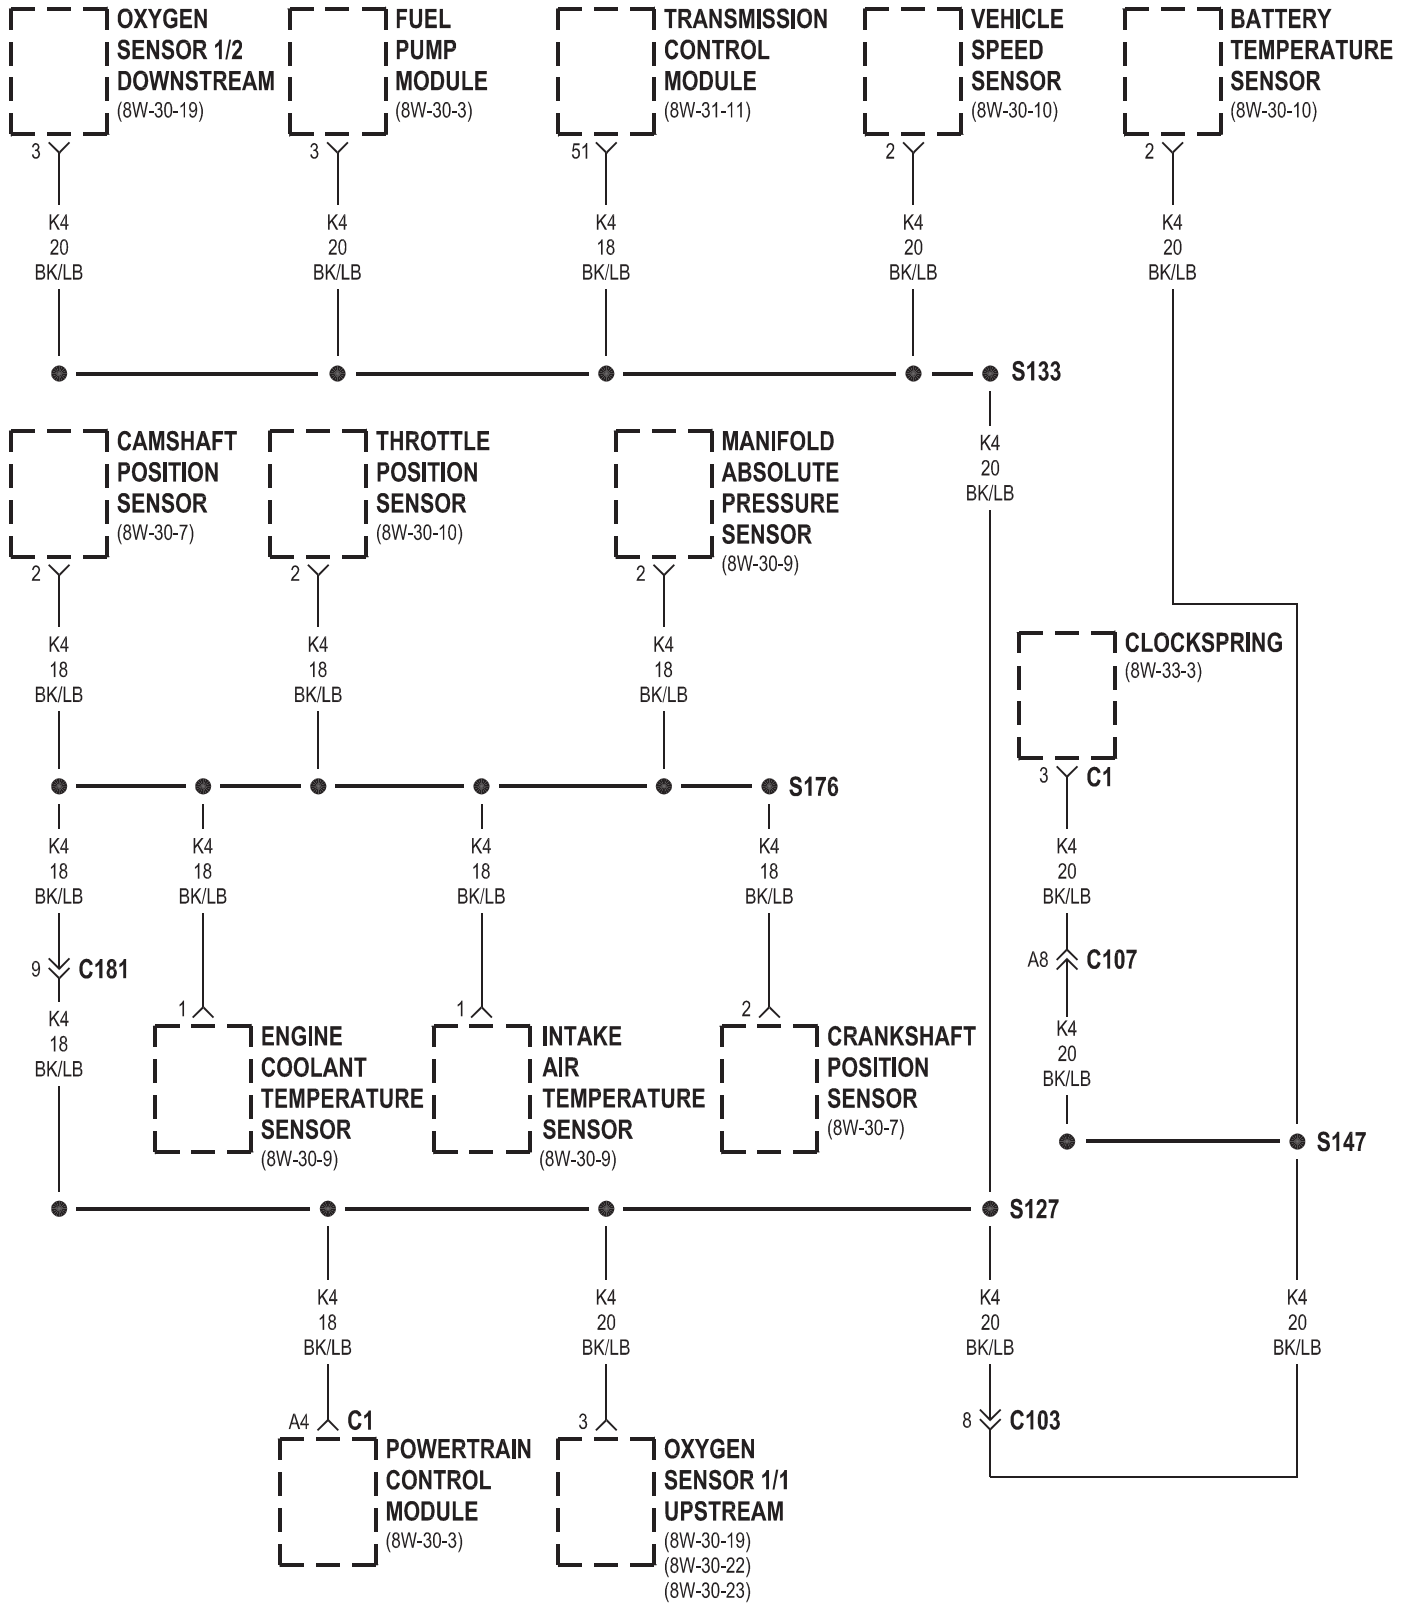 OXYGEN
SENSOR 1/2
DOWNSTREAM
(8W-30-19)
FUEL
PUMP
MODULE
(8W-30-3)
TRANSMISSION
CONTROL
MODULE
(8W-31-11)
VEHICLE
SPEED
SENSOR
(8W-30-10)
BATTERY
TEMPERATURE
SENSOR
(8W-30-10)
3
3
51
2
2
K4
20
BK/LB
K4
20
BK/LB
K4
18
BK/LB
K4
20
BK/LB
K4
20
BK/LB
S133
CAMSHAFT
POSITION
SENSOR
(8W-30-7)
THROTTLE
POSITION
SENSOR
(8W-30-10)
MANIFOLD
ABSOLUTE
PRESSURE
SENSOR
(8W-30-9)
K4
20
BK/LB
2
2
2
K4
18
BK/LB
K4
18
BK/LB
K4
18
BK/LB
CLOCKSPRING
(8W-33-3)
3
C1
S176
K4
18
BK/LB
K4
18
BK/LB
K4
18
BK/LB
K4
18
BK/LB
K4
20
BK/LB
9
C181
A8
C107
K4
18
BK/LB
1
ENGINE
COOLANT
TEMPERATURE
SENSOR
(8W-30-9)
1
INTAKE
AIR
TEMPERATURE
SENSOR
(8W-30-9)
2
CRANKSHAFT
POSITION
SENSOR
(8W-30-7)
K4
20
BK/LB
S147
S127
K4
18
BK/LB
K4
20
BK/LB
K4
20
BK/LB
K4
20
BK/LB
A4
C1
3
8
C103
POWERTRAIN
CONTROL
MODULE
(8W-30-3)
OXYGEN
SENSOR 1/1
UPSTREAM
(8W-30-19)
(8W-30-22)
(8W-30-23)